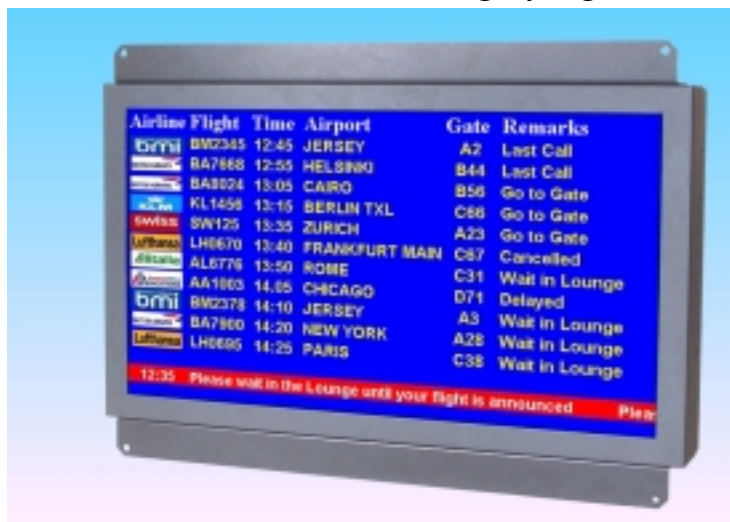 Airline Flight Time Airport Gate Remarks
bmi BM2345 12:45 JERSEY A2 Last Call
BA7668 12:55 HELSINKI B44 Last Call
BA8024 13:05 CAIRO B56 Go to Gate
KLM KL1456 13:15 BERLIN TXL C66 Go to Gate
swiss SW125 13:35 ZURICH A23 Go to Gate
Lufthansa LH0670 13:40 FRANKFURT MAIN C67 Cancelled
Alitalia AL6776 13:50 ROME C31 Wait in Lounge
AA1003 14.05 CHICAGO D71 Delayed
bmi BM2378 14:10 JERSEY A3 Wait in Lounge
BA7900 14:20 NEW YORK A28 Wait in Lounge
Lufthansa LH0695 14:25 PARIS C38 Wait in Lounge
12:35 Please wait in the Lounge until your flight is announced Plea